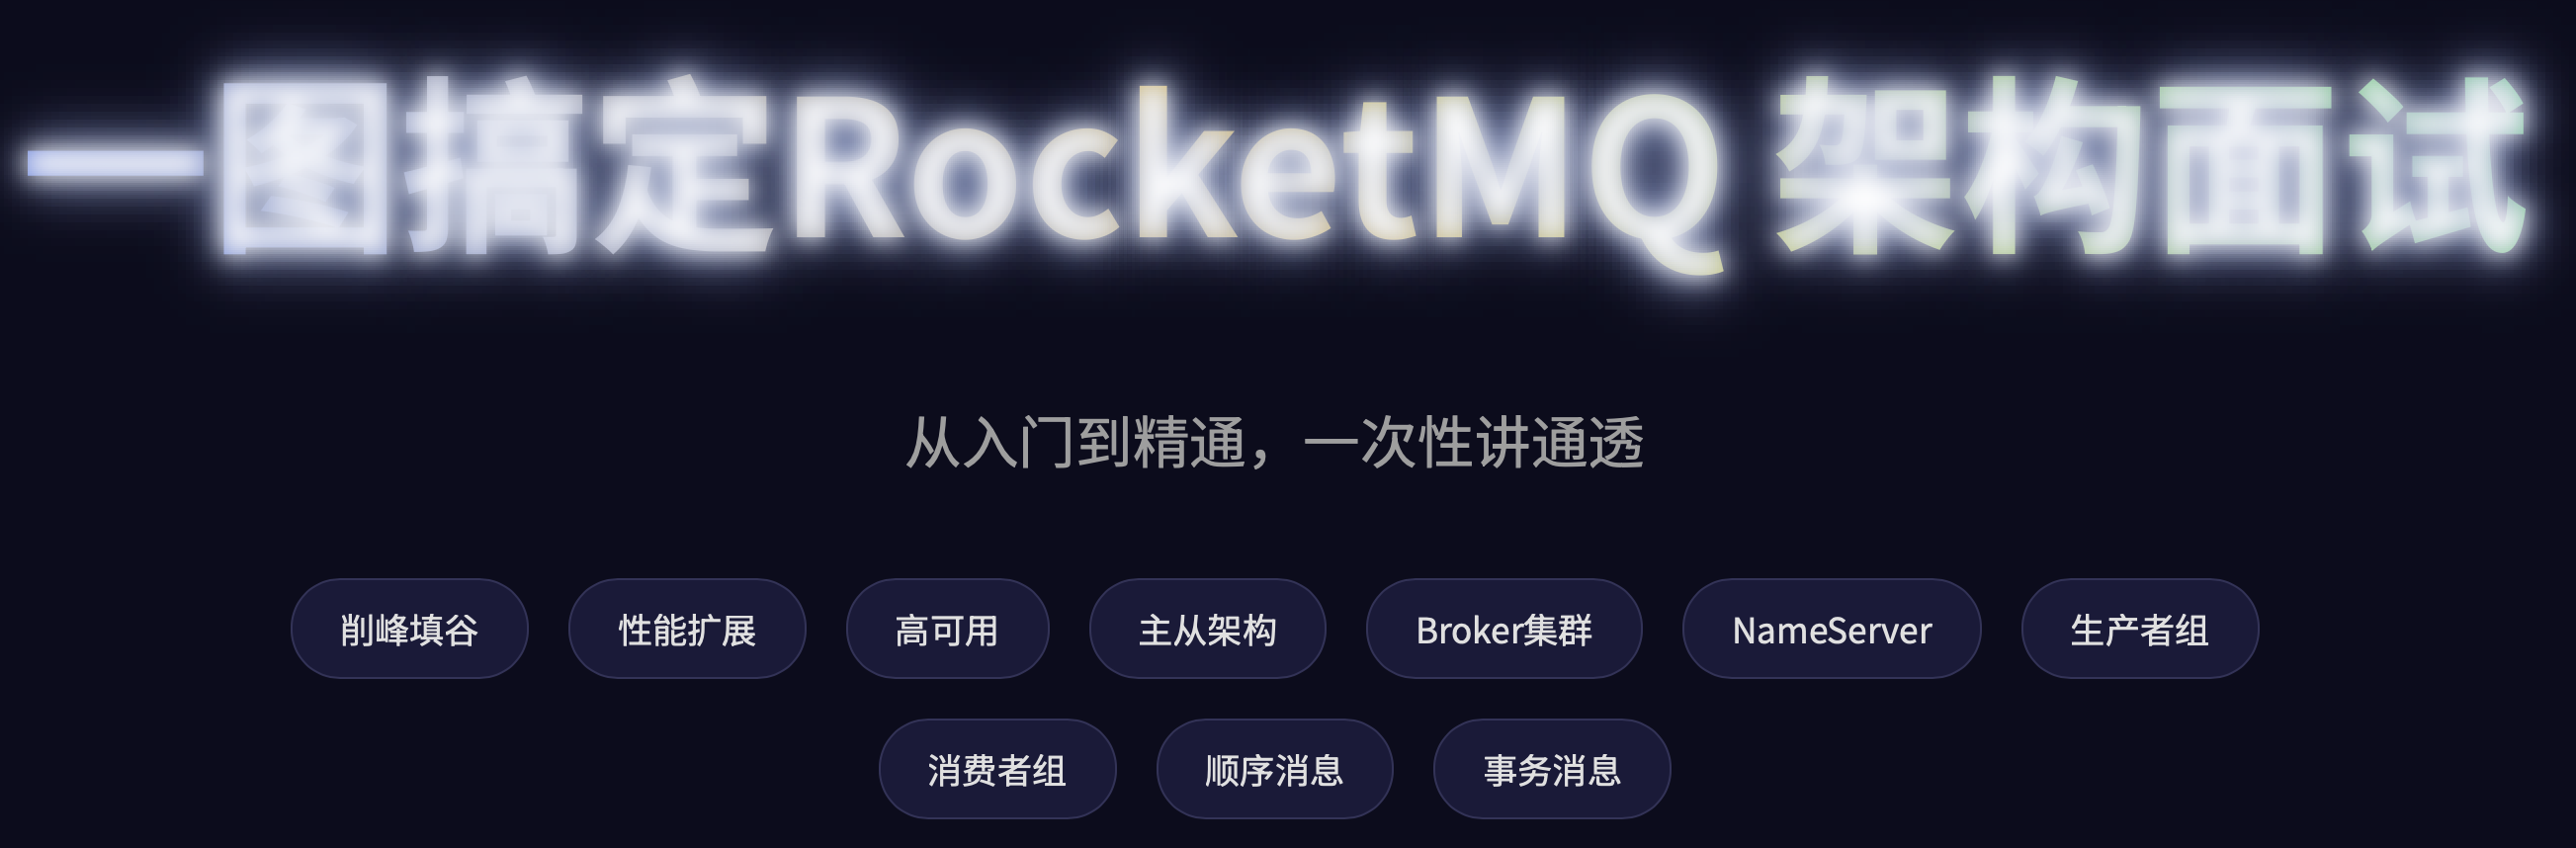 一图搞定RocketMQ 架构面试
从入门到精通，一次性讲通透
削峰填谷 性能扩展 高可用 主从架构 Broker集群 NameServer 生产者组
消费者组 顺序消息 事务消息